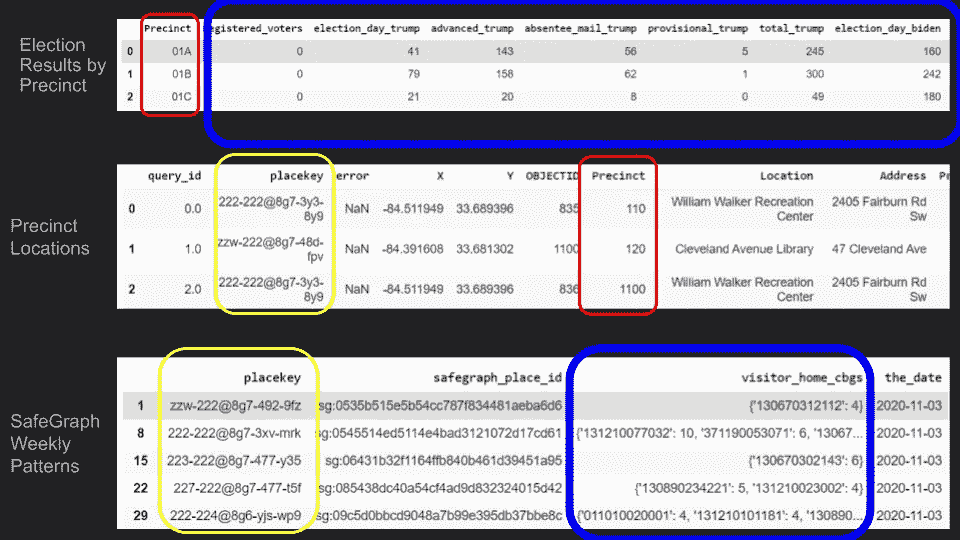 Election
Results by
Precinct
Precinct registered_voters election_day_trump advanced_trump absentee_mail_trump provisional_trump total_trump election_day_biden
0 01A 0 41 143 56 5 245 160
1 01B 0 79 158 62 1 300 242
2 01C 0 21 20 8 0 49 180
Precinct
Locations
query_id placekey error X Y OBJECTID Precinct Location Address
0 0.0 222-222@8g7-3y3- NaN -84.511949 33.689396 835 110 William Walker Recreation 2405 Fairburn Rd
8y9 Center Sw
1 1.0 zzw-222@8g7-48d- NaN -84.391608 33.681302 1100 120 Cleveland Avenue Library 47 Cleveland Ave
fpv
2 2.0 222-222@8g7-3y3- NaN -84.511949 33.689396 836 1100 William Walker Recreation 2405 Fairburn Rd
8y9 Center Sw
SafeGraph
Weekly
Patterns
placekey safegraph_place_id visitor_home_cbgs the_date
1 zzw-222@8g7-492-9fz sg:0535b515e5b54cc787f834481aeba6d6 {'130670312112': 4} 2020-11-03
8 222-222@8g7-3xv-mrk sg:0545514ed5114e4bad3121072d17cd61 {'131210077032': 10, '371190053071': 6, '13067... 2020-11-03
15 223-222@8g7-477-y35 sg:06431b32f1164ffb840b461d39451a95 {'130670302143': 6} 2020-11-03
22 227-222@8g7-477-t5f sg:085438dc40a54cf4ad9d832324015d42 {'130890234221': 5, '131210023002': 4} 2020-11-03
29 222-224@8g6-yjs-wp9 sg:09c5d0bbcd9048a7b99e395db37bbe8c {'011010020001': 4, '131210101181': 4, '130890... 2020-11-03